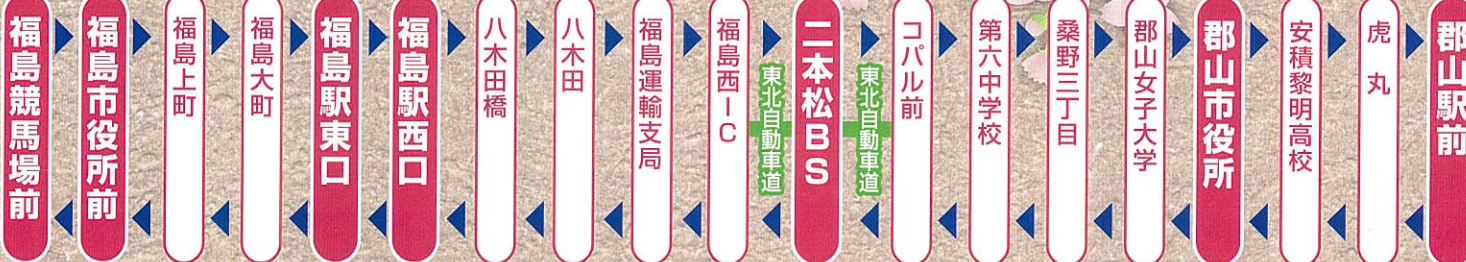 福島競馬場前
福島市役所前
福島上町
福島大町
福島駅東口
福島駅西口
八木田橋
八木田
福島運輸支局
福島西IC
東北自動車道
二本松BS
東北自動車道
コパル前
第六中学校
桑野三丁目
郡山女子大学
郡山市役所
安積黎明高校
虎丸
郡山駅前